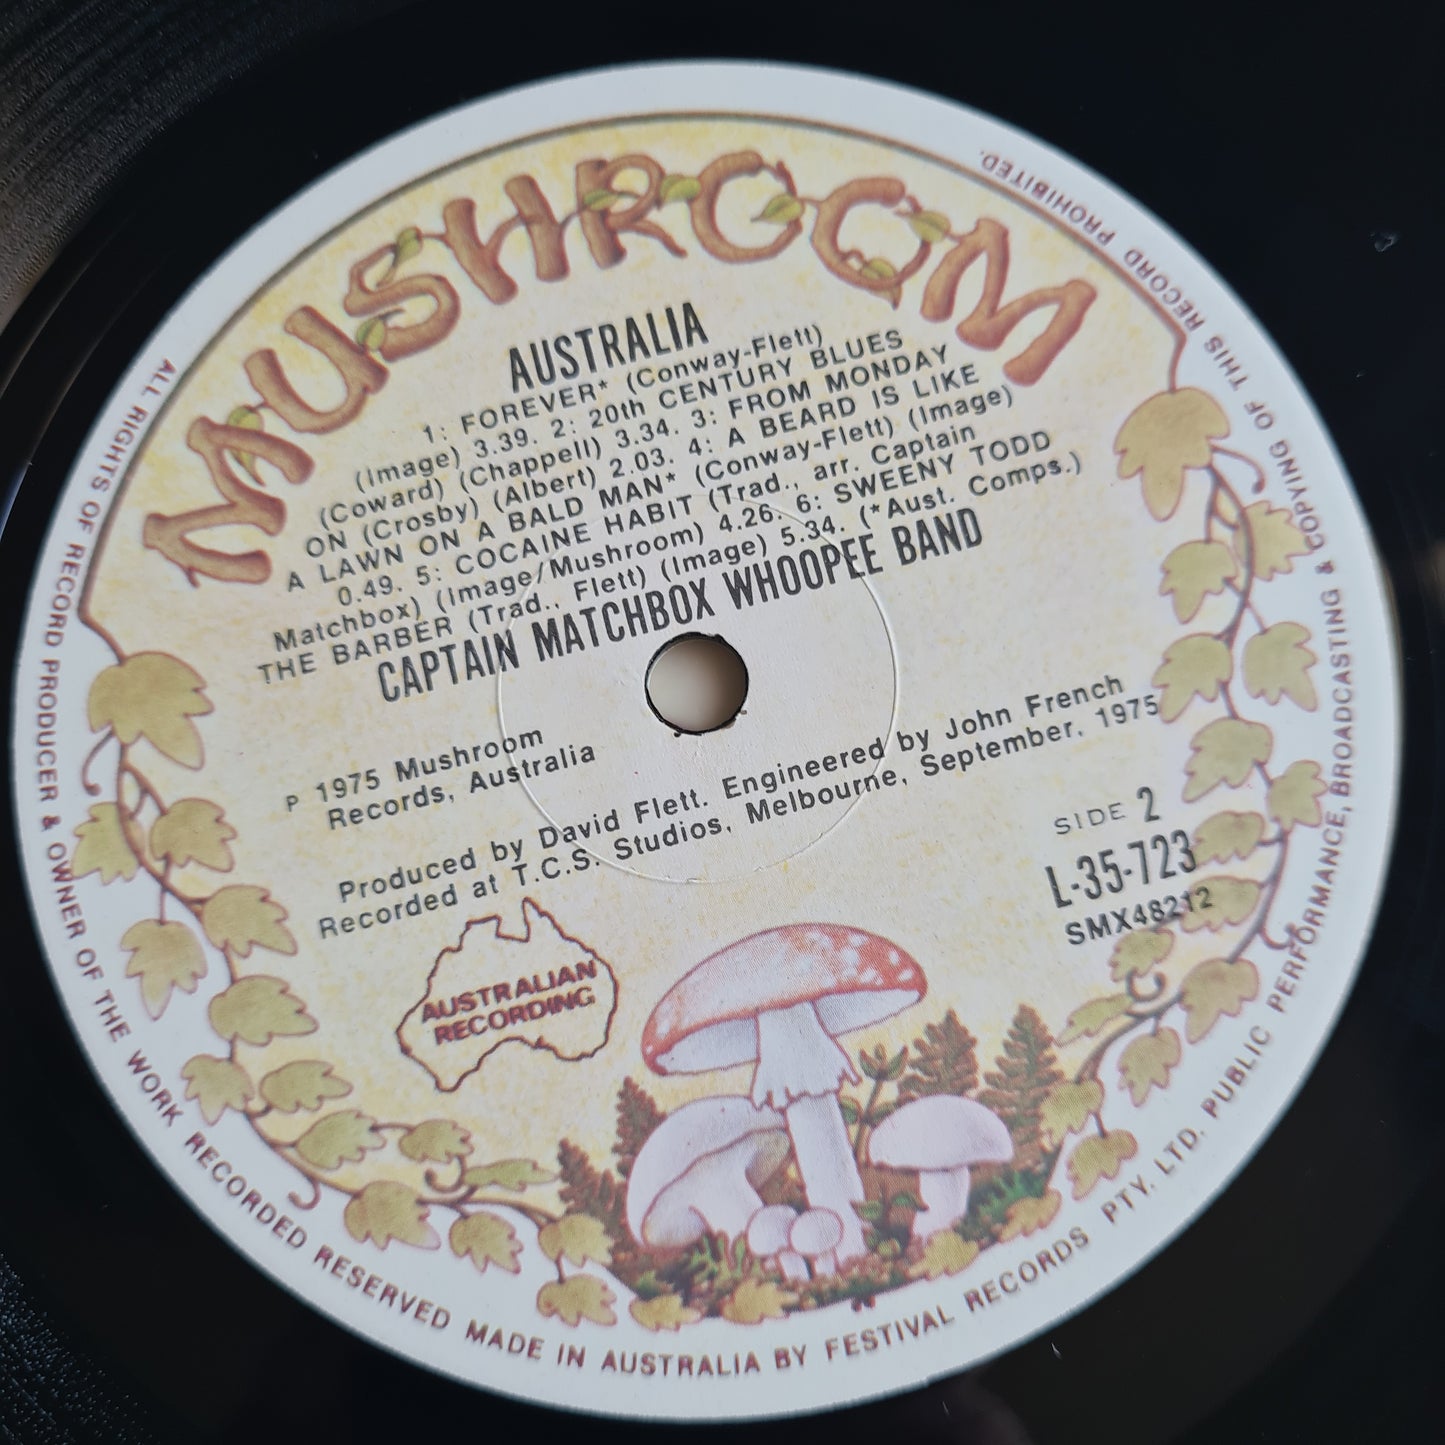 MUSHROOM
AUSTRALIA
1: FOREVER* (Conway-Flett)
(Image) 3.39. 2: 20th CENTURY BLUES
(Coward) (Chappell) 3.34. 3: FROM MONDAY
ON (Crosby) (Albert) 2.03. 4: A BEARD IS LIKE
A LAWN ON A BALD MAN* (Conway-Flett) (Image)
0.49. 5: COCAINE HABIT (Trad., arr. Captain
Matchbox) (Image/Mushroom) 4.26. 6: SWEENY TODD
THE BARBER (Trad., Flett) (Image) 5.34. (*Aust. Comps.)
CAPTAIN MATCHBOX WHOOPEE BAND
P 1975 Mushroom
Records, Australia
Produced by David Flett. Engineered by John French
Recorded at T.C.S. Studios, Melbourne, September, 1975
SIDE 2
L-35-723
SMX48212
AUSTRALIAN
RECORDING
ALL RIGHTS OF RECORD PRODUCER & OWNER OF THE WORK RECORDED RESERVED MADE IN AUSTRALIA BY FESTIVAL RECORDS PTY. LTD. PUBLIC PERFORMANCE, BROADCASTING & COPYING OF THIS RECORD PROHIBITED.